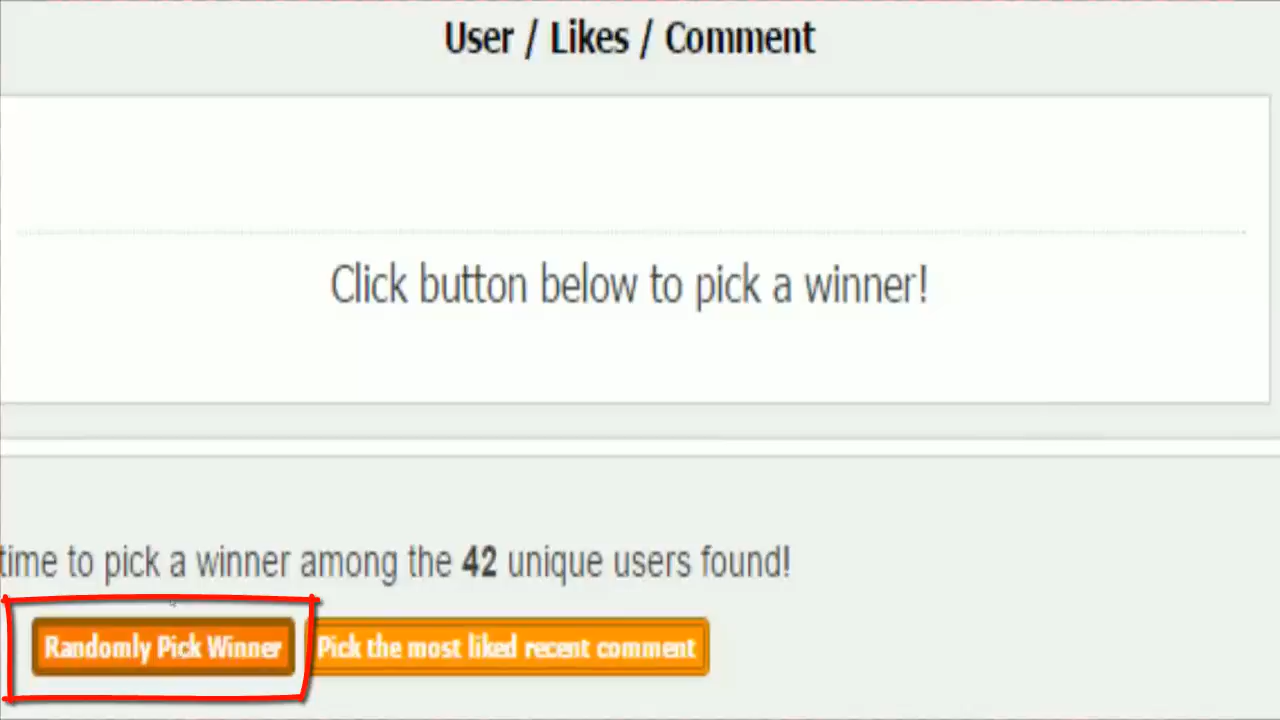 User / Likes / Comment
Click button below to pick a winner!
time to pick a winner among the 42 unique users found!
Randomly Pick Winner
Pick the most liked recent comment